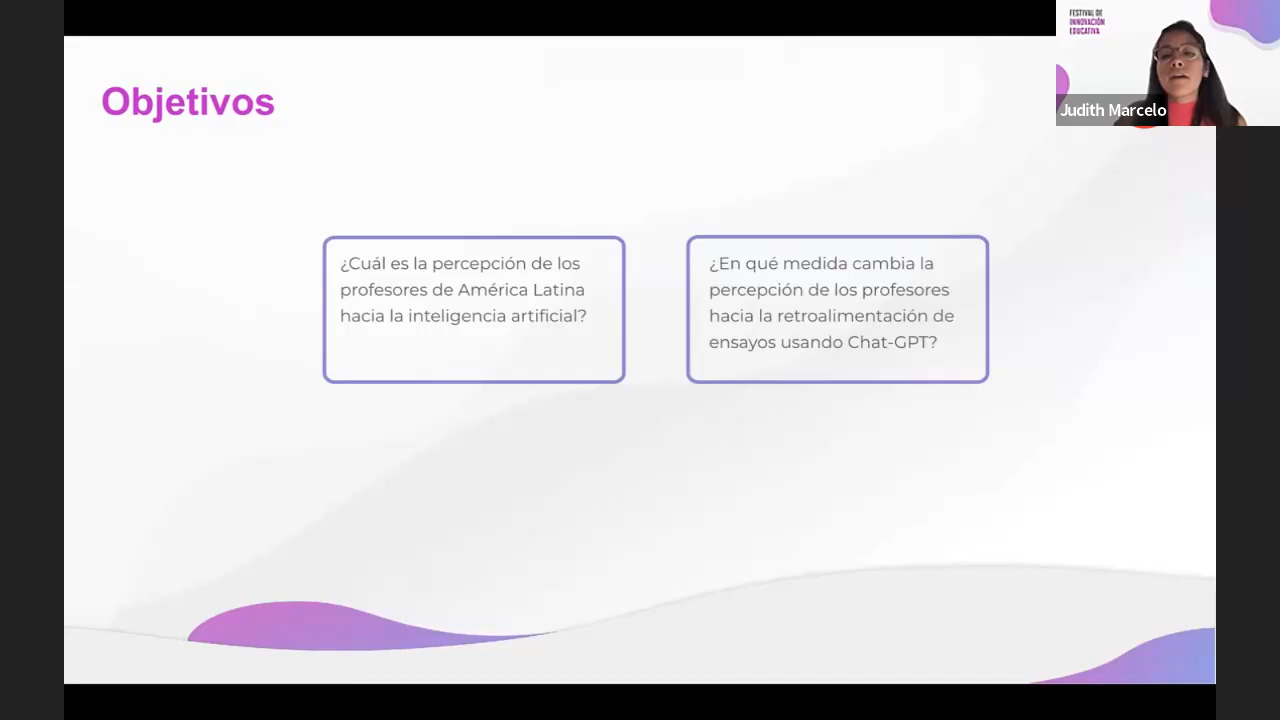 FESTIVAL DE
INNOVACIÓN
EDUCATIVA
Judith Marcelo
Objetivos
¿Cuál es la percepción de los
profesores de América Latina
hacia la inteligencia artificial?
¿En qué medida cambia la
percepción de los profesores
hacia la retroalimentación de
ensayos usando Chat-GPT?